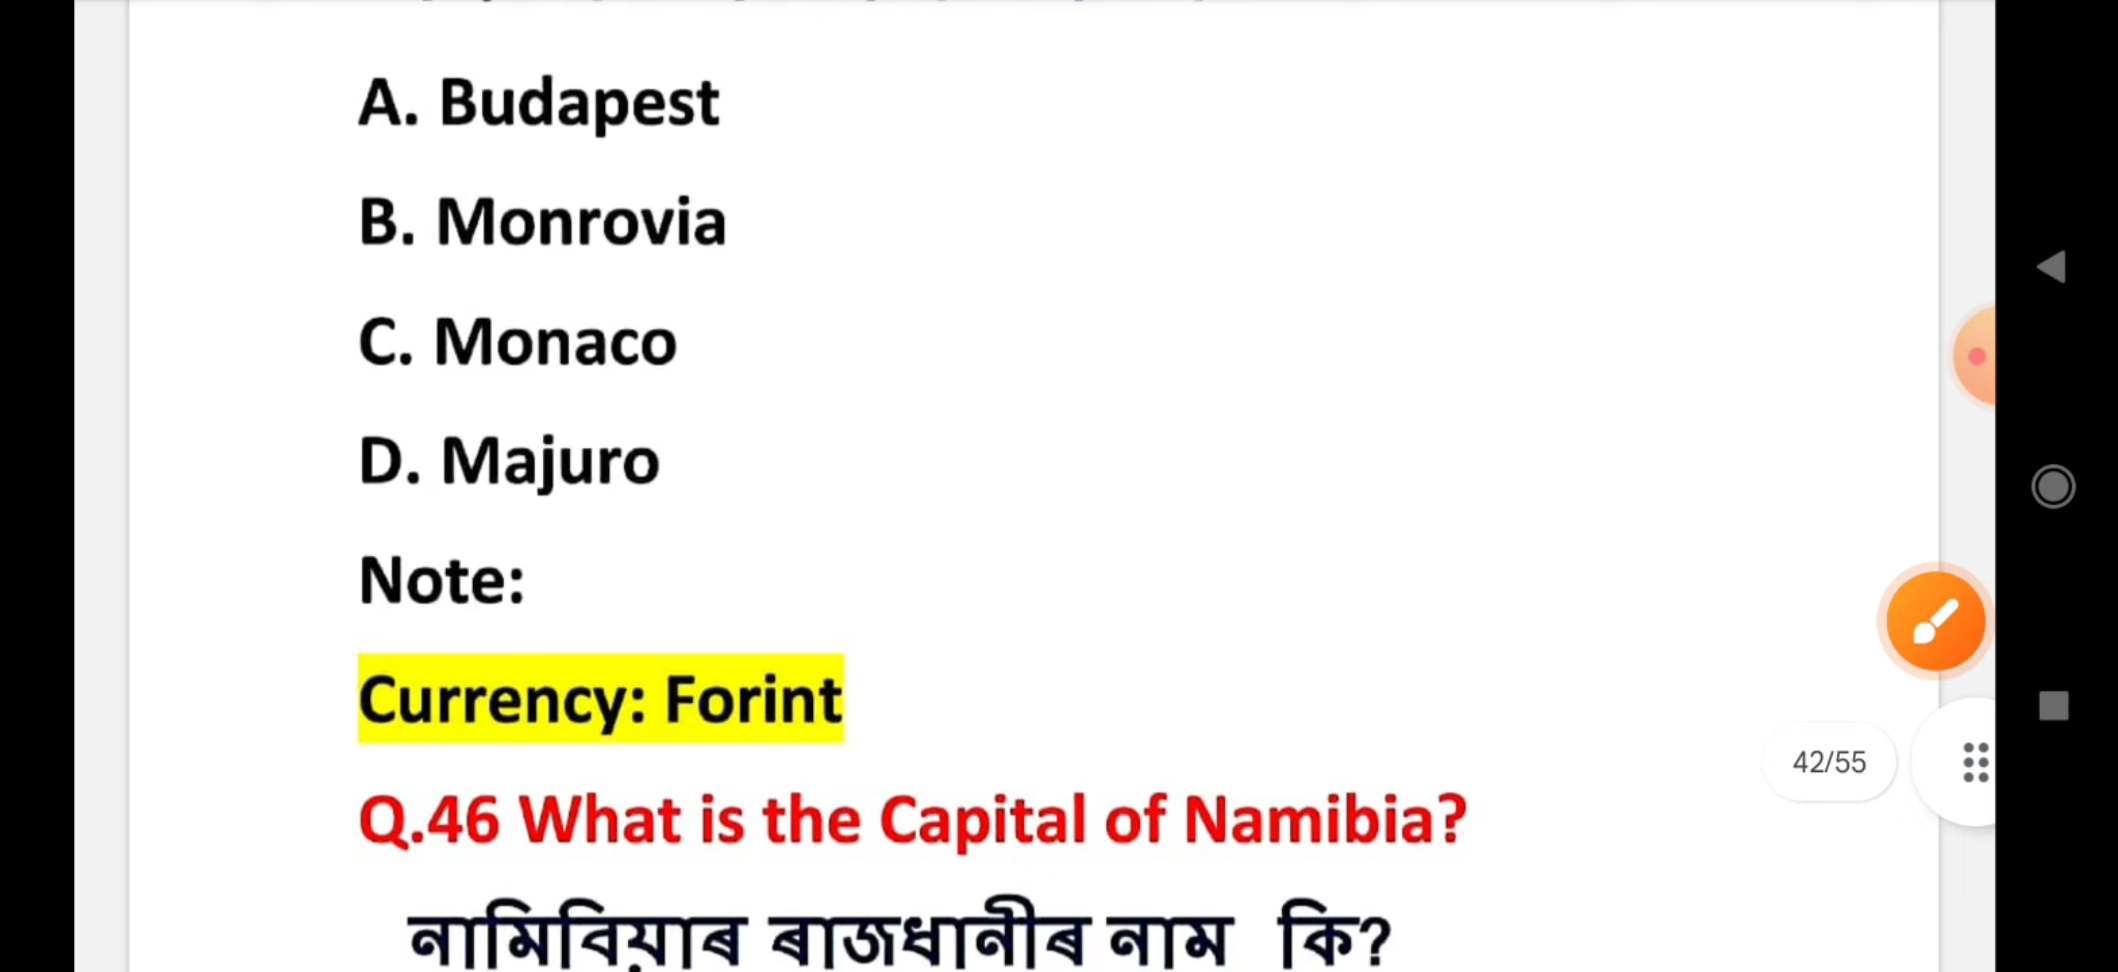 A. Budapest
B. Monrovia
C. Monaco
D. Majuro
Note:
Currency: Forint
Q.46 What is the Capital of Namibia?
নামিবিয়াৰ ৰাজধানীৰ নাম কি?
42/55